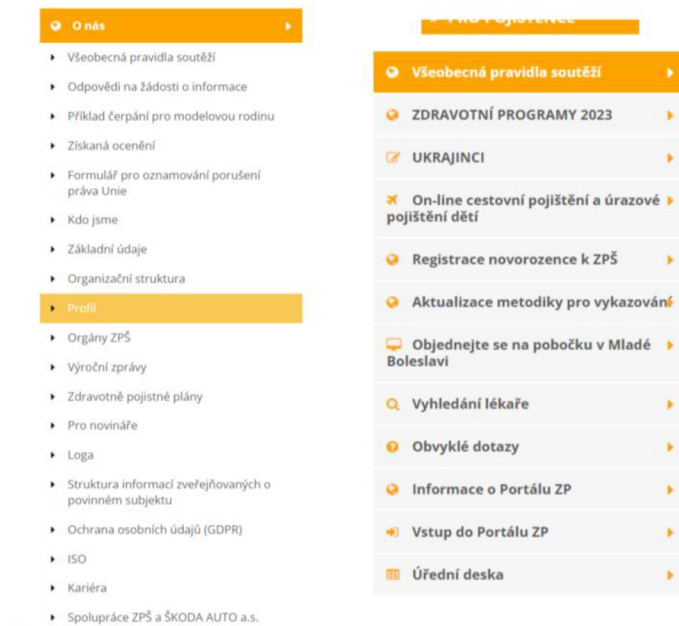 O nás
Všeobecná pravidla soutěží
Odpovědi na žádosti o informace
Příklad čerpání pro modelovou rodinu
Získaná ocenění
Formulář pro oznamování porušení
práva Unie
Kdo jsme
Základní údaje
Organizační struktura
Profil
Orgány ZPŠ
Výroční zprávy
Zdravotně pojistné plány
Pro novináře
Loga
Struktura informací zveřejňovaných o
povinném subjektu
Ochrana osobních údajů (GDPR)
ISO
Kariéra
Spolupráce ZPŠ a ŠKODA AUTO a.s.
PRO POJIŠTĚNCE
Všeobecná pravidla soutěží
ZDRAVOTNÍ PROGRAMY 2023
UKRAJINCI
On-line cestovní pojištění a úrazové
pojištění dětí
Registrace novorozence k ZPŠ
Aktualizace metodiky pro vykazování
Objednejte se na pobočku v Mladé
Boleslavi
Vyhledání lékaře
Obvyklé dotazy
Informace o Portálu ZP
Vstup do Portálu ZP
Úřední deska